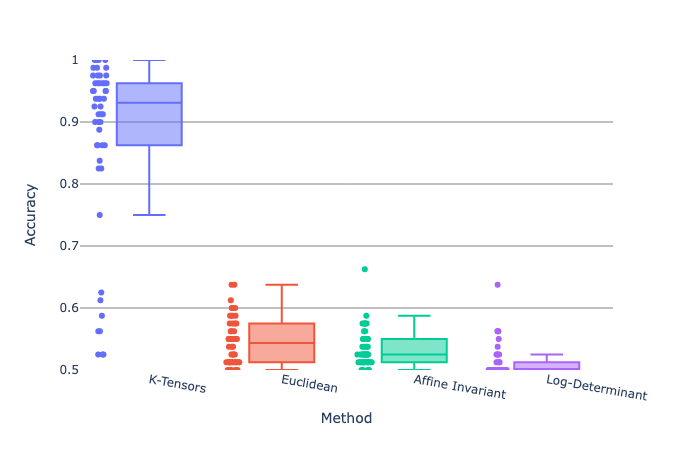 1
0.9
0.8
0.7
0.6
0.5
Accuracy
K-Tensors
Euclidean
Affine Invariant
Log-Determinant
Method